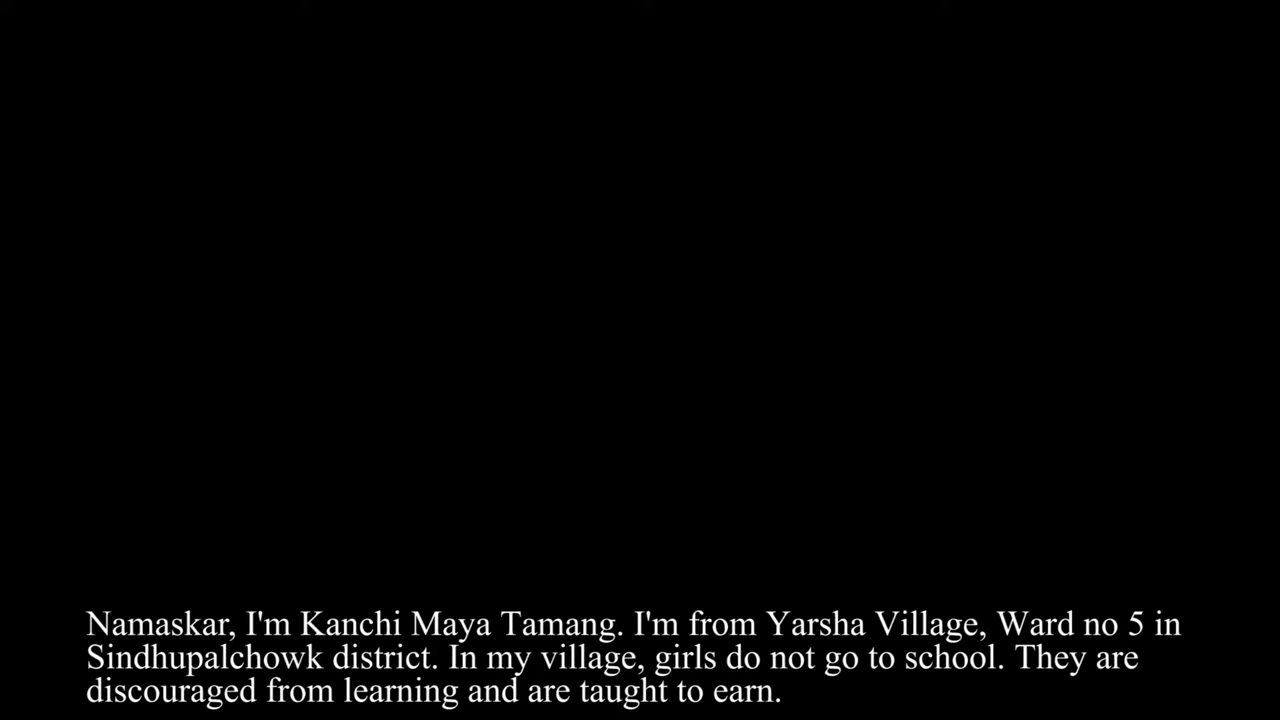 Namaskar, I'm Kanchi Maya Tamang. I'm from Yarsha Village, Ward no 5 in
Sindhupalchowk district. In my village, girls do not go to school. They are
discouraged from learning and are taught to earn.